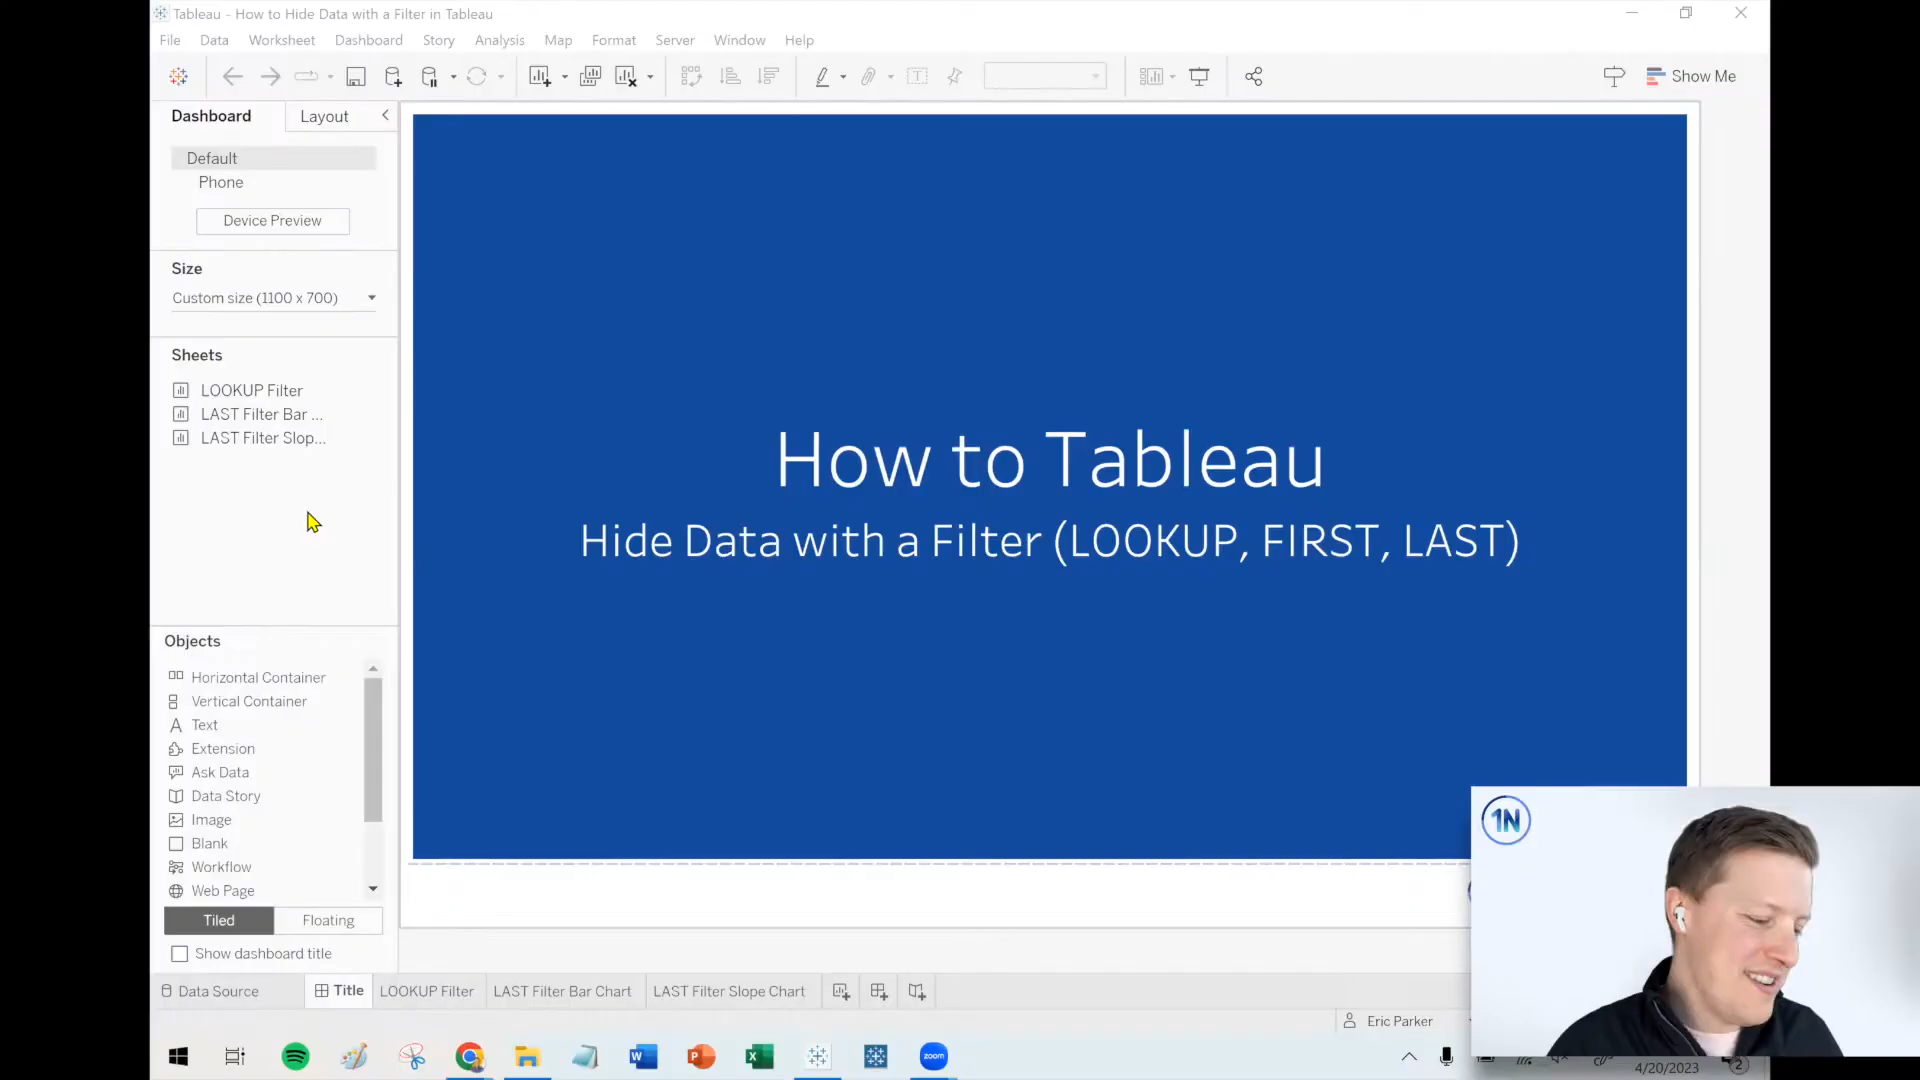 Tableau - How to Hide Data with a Filter in Tableau
File Data Worksheet Dashboard Story Analysis Map Format Server Window Help
Show Me
Dashboard Layout
Default
Phone
Device Preview
Size
Custom size (1100 x 700)
Sheets
LOOKUP Filter
LAST Filter Bar ...
LAST Filter Slop...
How to Tableau
Hide Data with a Filter (LOOKUP, FIRST, LAST)
Objects
Horizontal Container
Vertical Container
Text
Extension
Ask Data
Data Story
Image
Blank
Workflow
Web Page
Tiled Floating
Show dashboard title
1N
Data Source Title LOOKUP Filter LAST Filter Bar Chart LAST Filter Slope Chart
Eric Parker
zoom
4/20/2023
2